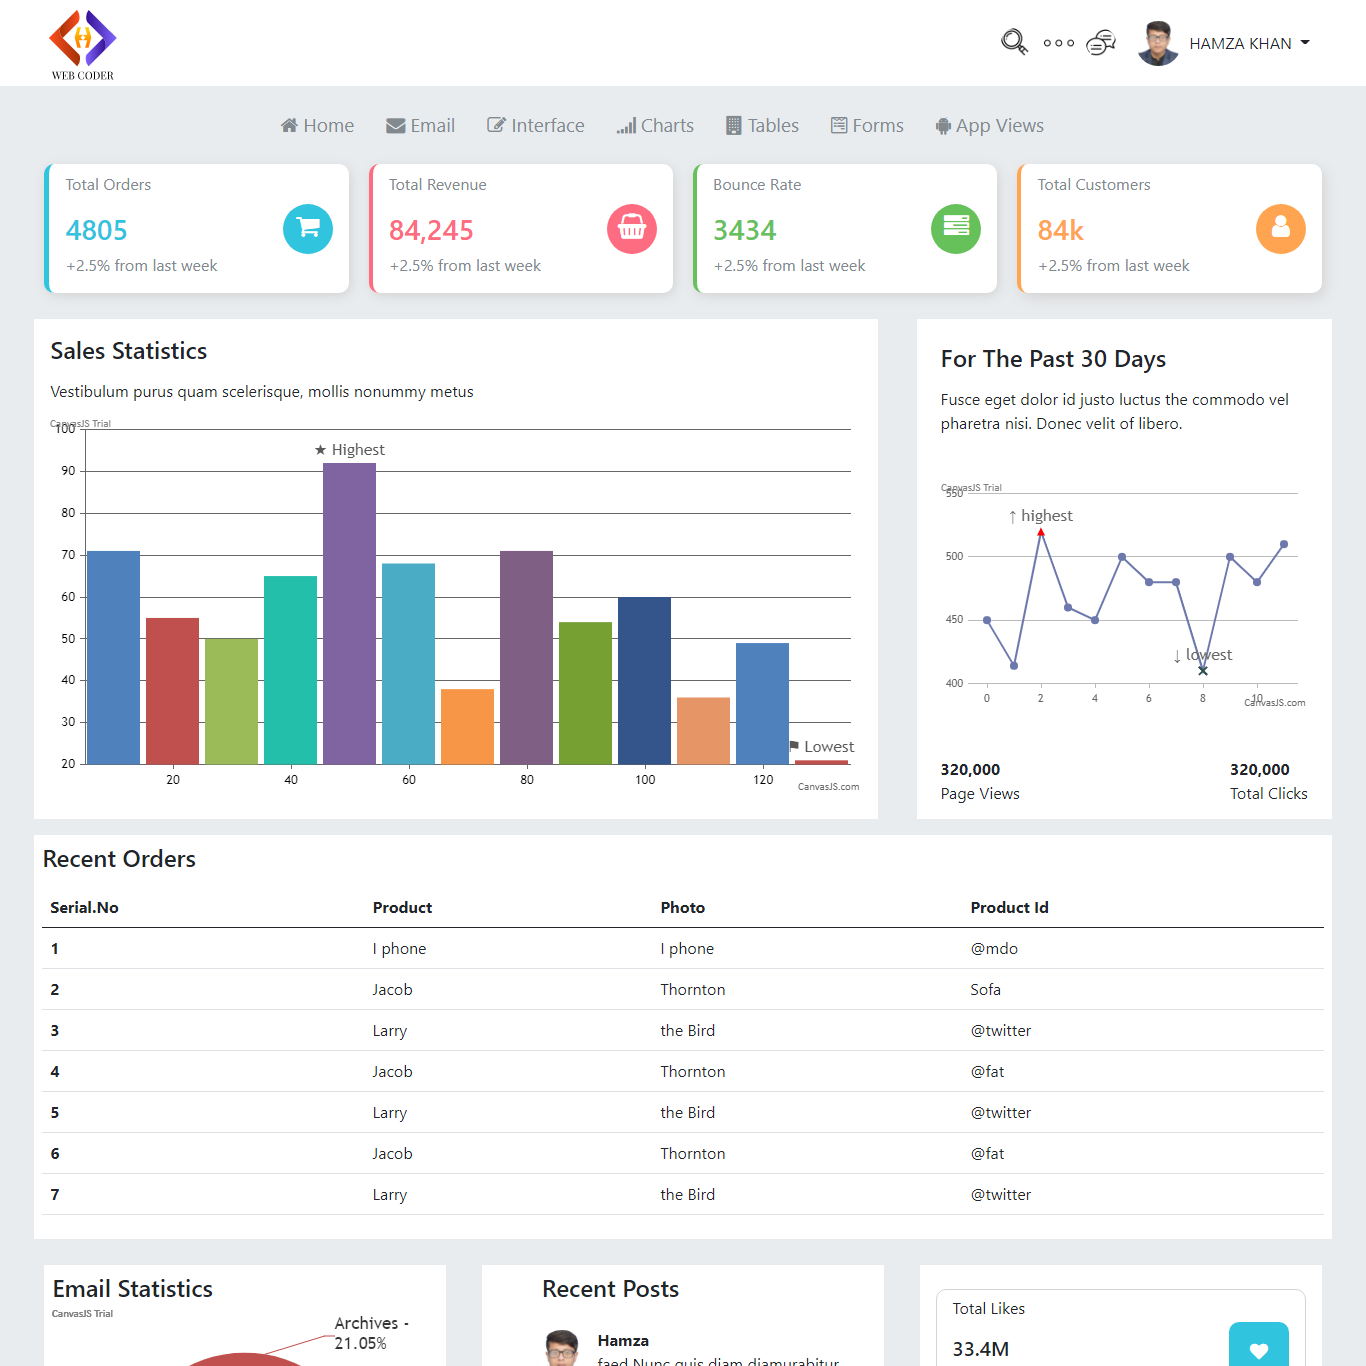 WEB CODER
HAMZA KHAN
Home Email Interface Charts Tables Forms App Views
Total Orders
4805
+2.5% from last week
Total Revenue
84,245
+2.5% from last week
Bounce Rate
3434
+2.5% from last week
Total Customers
84k
+2.5% from last week
Sales Statistics
Vestibulum purus quam scelerisque, mollis nonummy metus
CanvasJS Trial
100
90
80
70
60
50
40
30
20
★ Highest
⚑ Lowest
20 40 60 80 100 120
CanvasJS.com
For The Past 30 Days
Fusce eget dolor id justo luctus the commodo vel
pharetra nisi. Donec velit of libero.
CanvasJS Trial
550
500
450
400
↑ highest
↓ lowest
0 2 4 6 8 10
CanvasJS.com
320,000
Page Views
320,000
Total Clicks
Recent Orders
Serial.No Product Photo Product Id
1 I phone I phone @mdo
2 Jacob Thornton Sofa
3 Larry the Bird @twitter
4 Jacob Thornton @fat
5 Larry the Bird @twitter
6 Jacob Thornton @fat
7 Larry the Bird @twitter
Email Statistics
CanvasJS Trial
Archives -
21.05%
Recent Posts
Hamza
faed Nunc quis diam diamurabitur
Total Likes
33.4M